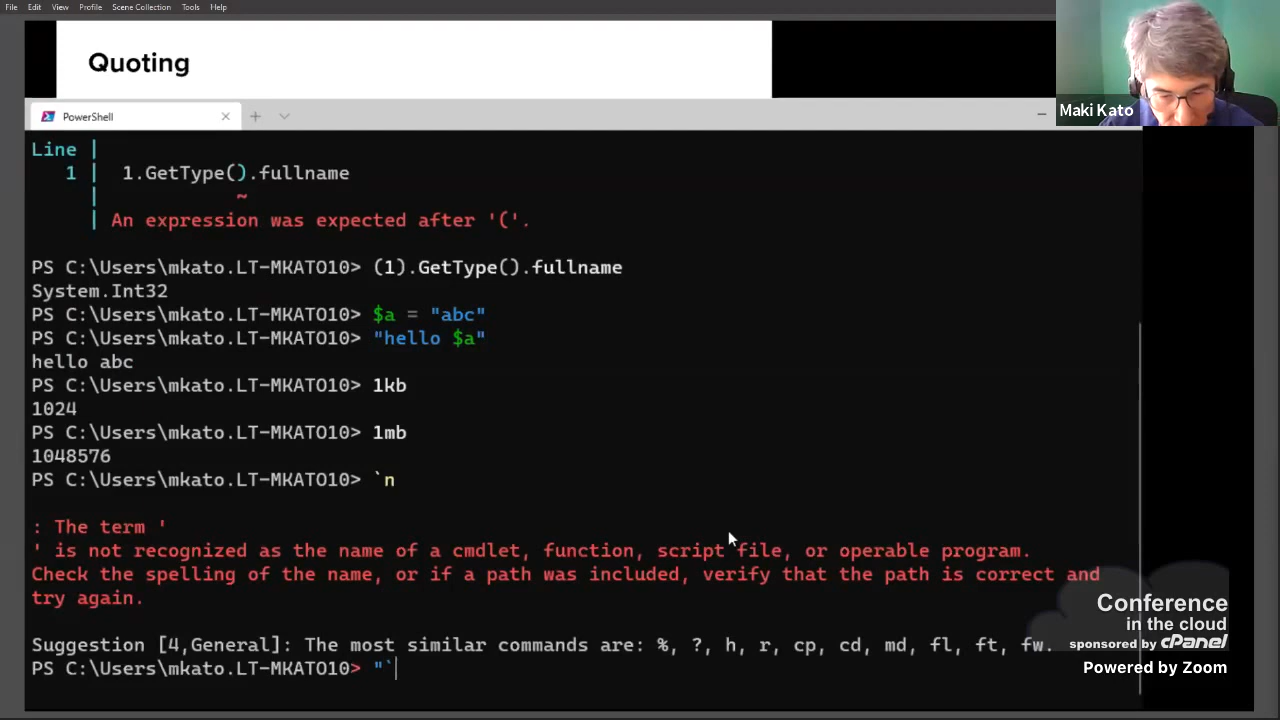 File Edit View Profile Scene Collection Tools Help
Quoting
Maki Kato
PowerShell
Line |
1 | 1.GetType().fullname
| ~
| An expression was expected after '('.
PS C:\Users\mkato.LT-MKATO10> (1).GetType().fullname
System.Int32
PS C:\Users\mkato.LT-MKATO10> $a = "abc"
PS C:\Users\mkato.LT-MKATO10> "hello $a"
hello abc
PS C:\Users\mkato.LT-MKATO10> 1kb
1024
PS C:\Users\mkato.LT-MKATO10> 1mb
1048576
PS C:\Users\mkato.LT-MKATO10> `n
: The term '
' is not recognized as the name of a cmdlet, function, script file, or operable program.
Check the spelling of the name, or if a path was included, verify that the path is correct and
try again.
Suggestion [4,General]: The most similar commands are: %, ?, h, r, cp, cd, md, fl, ft, fw.
PS C:\Users\mkato.LT-MKATO10> "`
Conference
in the cloud
sponsored by cPanel
Powered by Zoom